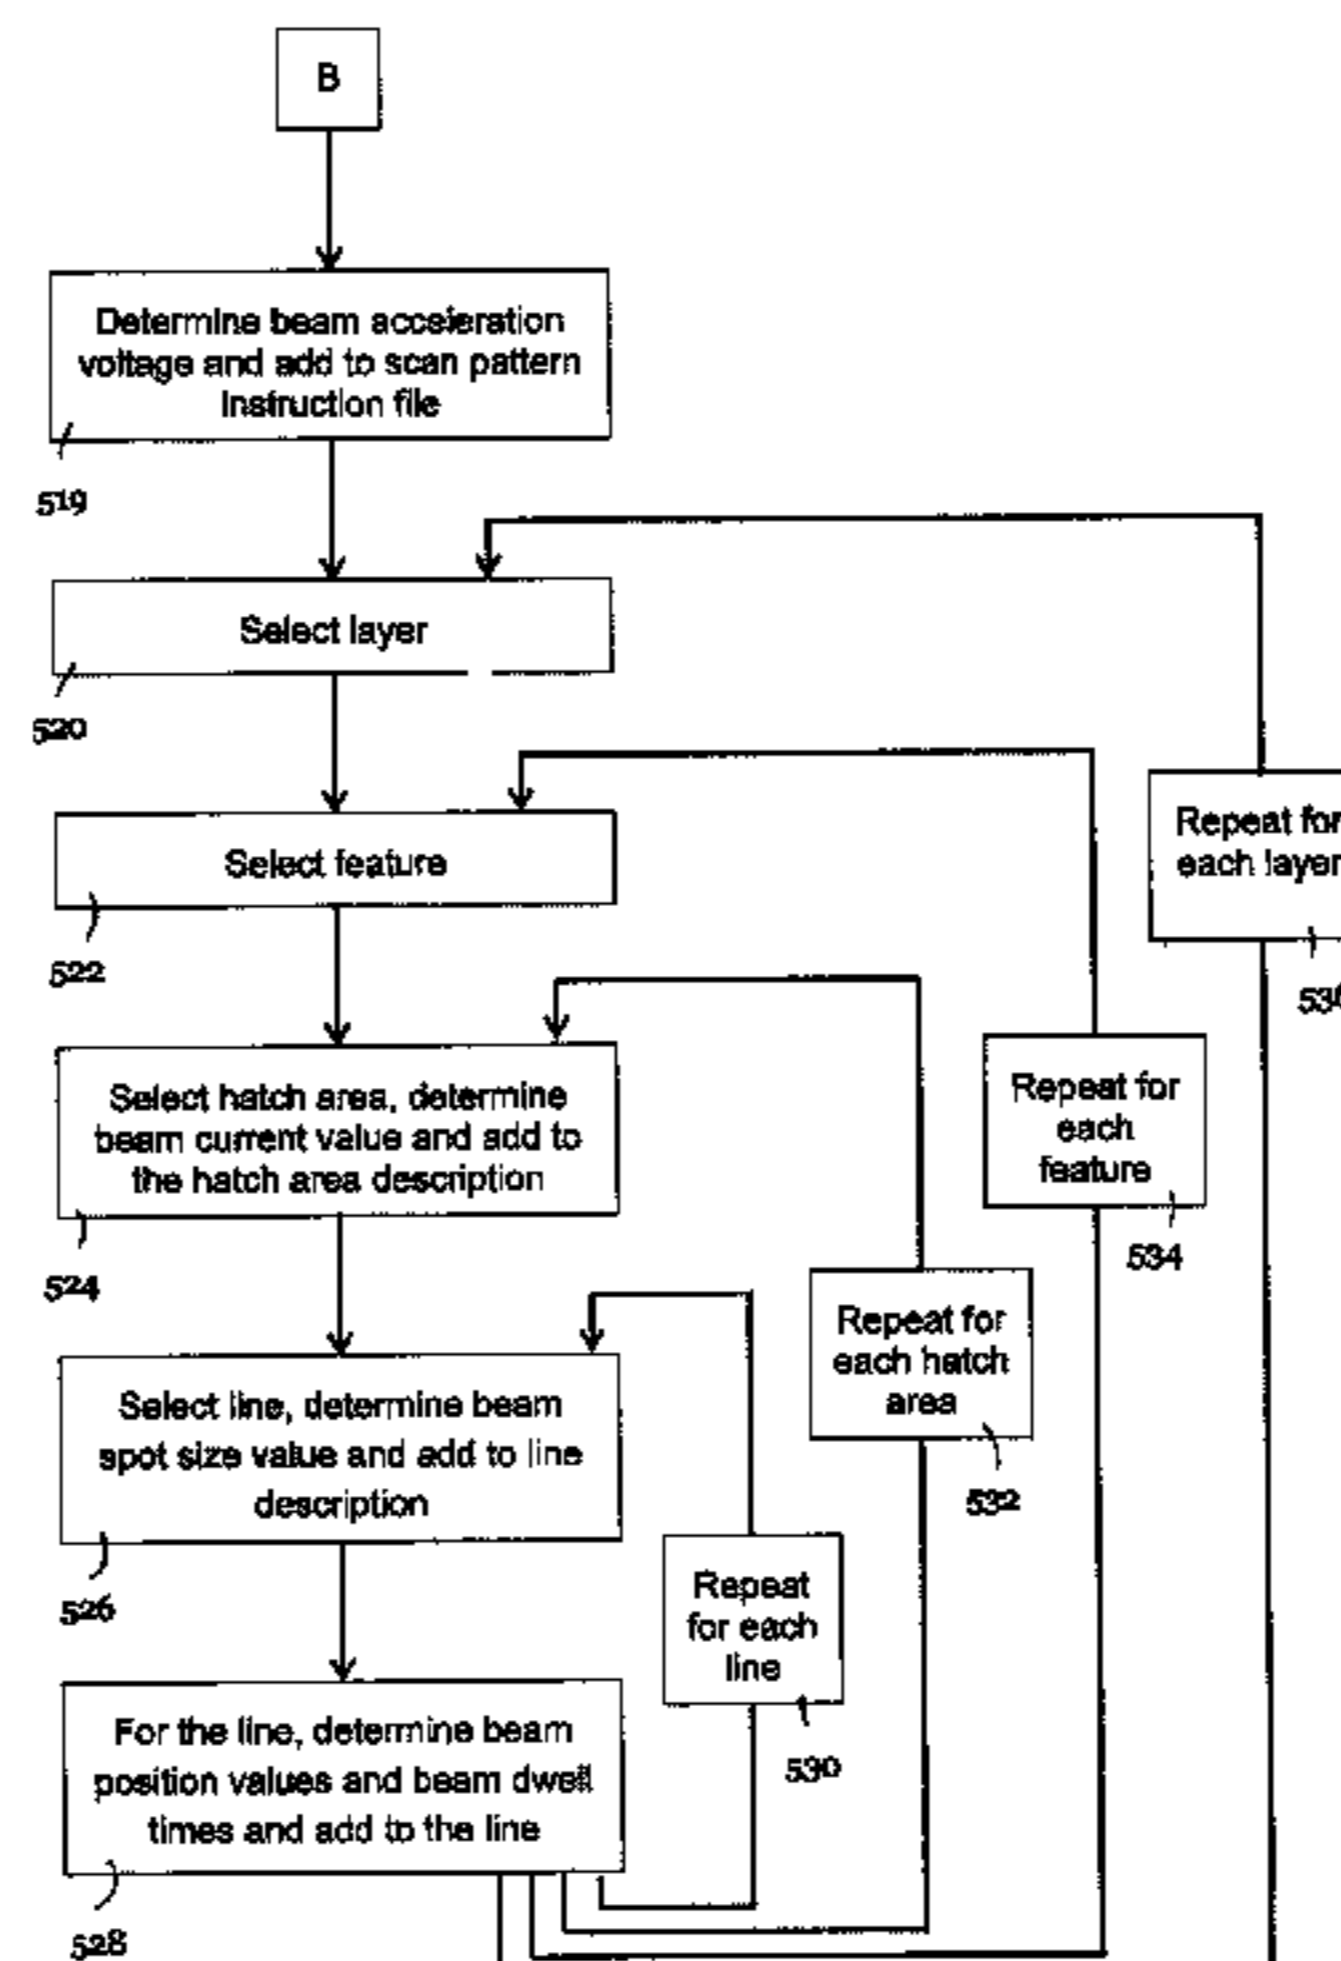 B
Determine beam acceleration
voltage and add to scan pattern
instruction file
519
Select layer
520
Select feature
522
Repeat for
each layer
Select hatch area, determine
beam current value and add to
the hatch area description
524
Repeat for
each
feature
534
Select line, determine beam
spot size value and add to line
description
526
Repeat for
each hatch
area
532
Repeat
for each
line
530
For the line, determine beam
position values and beam dwell
times and add to the line
528